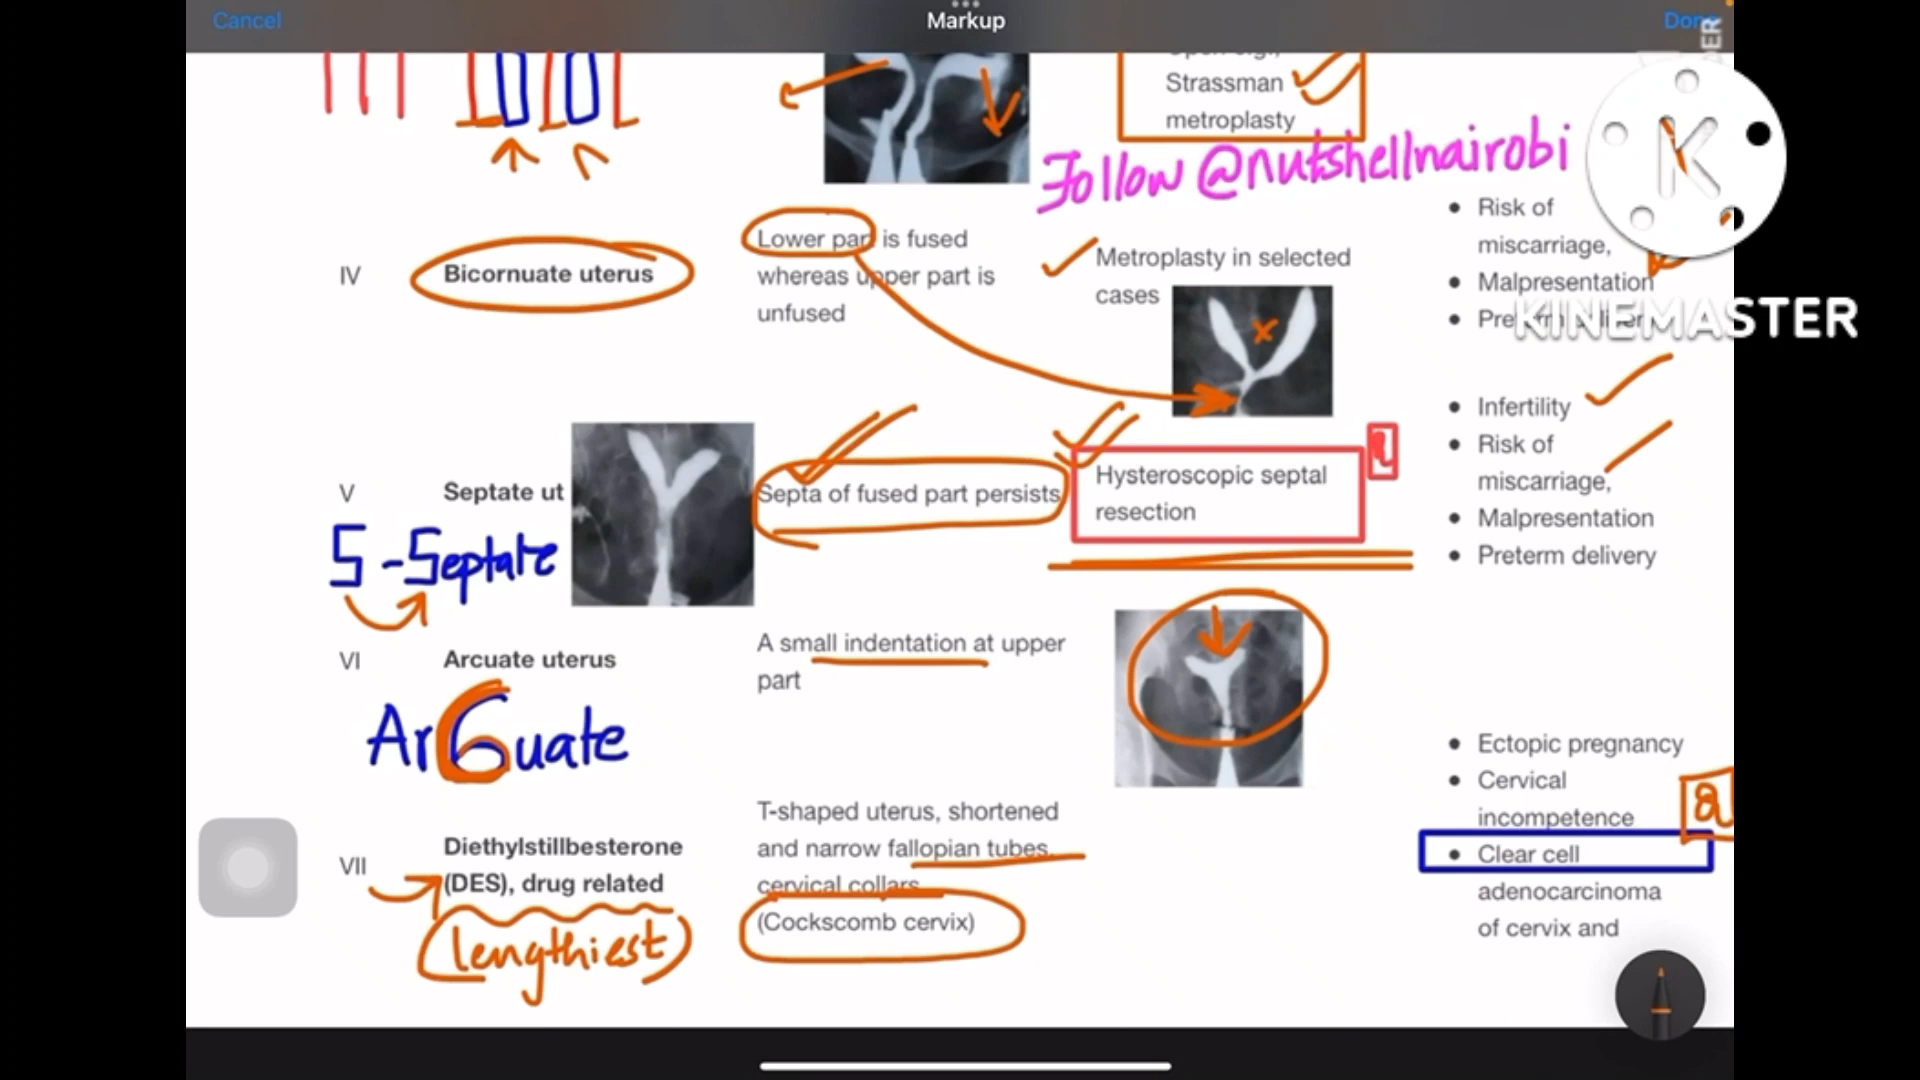 Cancel
Markup
Strassman
metroplasty
Follow @nutshellnairobi
K
KINEMASTER
IV
Bicornuate uterus
Lower part is fused
whereas upper part is
unfused
Metroplasty in selected
cases
Risk of
miscarriage,
Malpresentation
V
Septate ut
Septa of fused part persists
Hysteroscopic septal
resection
Infertility
Risk of
miscarriage,
Malpresentation
Preterm delivery
5 - Septate
VI
Arcuate uterus
A small indentation at upper
part
Ar6uate
VII
Diethylstillbesterone
(DES), drug related
lengthiest
T-shaped uterus, shortened
and narrow fallopian tubes,
cervical collars
(Cockscomb cervix)
Ectopic pregnancy
Cervical
incompetence
Clear cell
adenocarcinoma
of cervix and